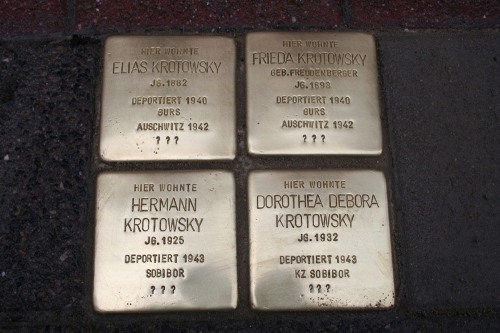 HIER WOHNTE
ELIAS KROTOWSKY
JG.1882
DEPORTIERT 1940
GURS
AUSCHWITZ 1942
? ? ?
HIER WOHNTE
FRIEDA KROTOWSKY
GEB.FREUDENBERGER
JG.1898
DEPORTIERT 1940
GURS
AUSCHWITZ 1942
? ? ?
HIER WOHNTE
HERMANN
KROTOWSKY
JG.1925
DEPORTIERT 1943
SOBIBOR
? ? ?
HIER WOHNTE
DOROTHEA DEBORA
KROTOWSKY
JG.1932
DEPORTIERT 1943
KZ SOBIBOR
? ? ?